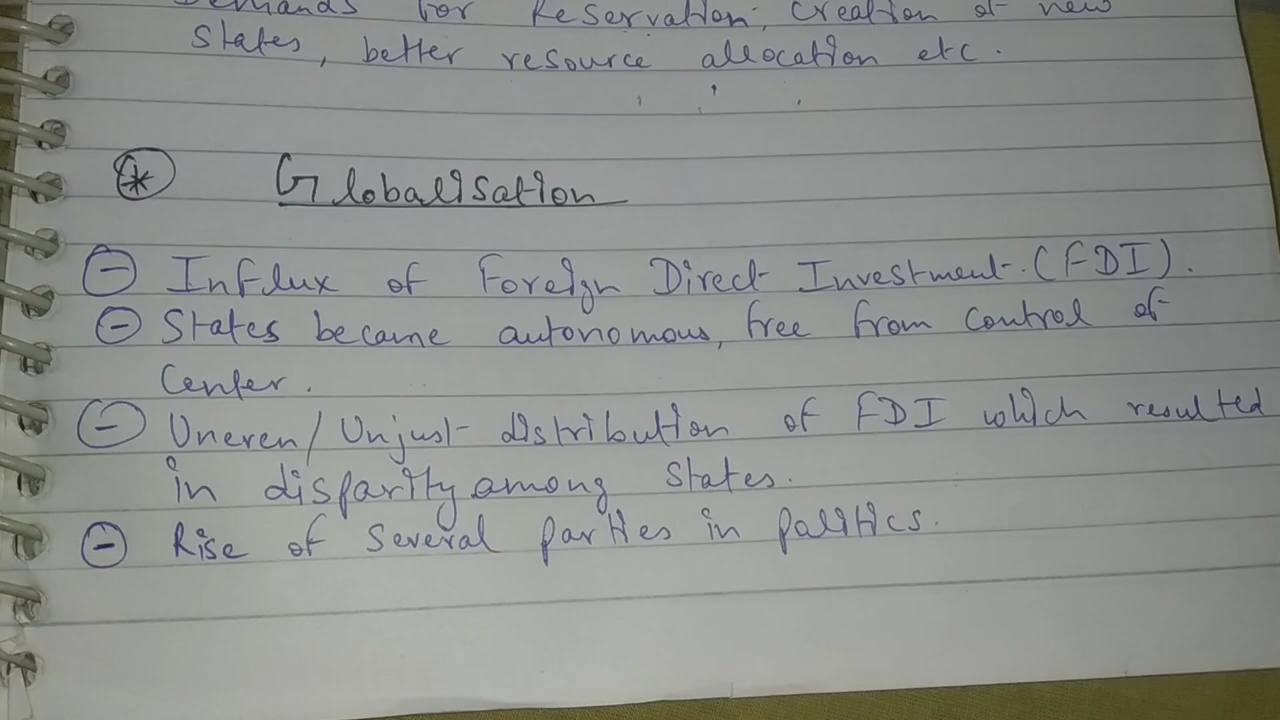 Demands for Reservation, Creation of new
States, better resource allocation etc.
* Globalisation
- Influx of Foreign Direct Investment. (FDI).
- States became autonomous, free from control of
Center.
- Uneven/Unjust distribution of FDI which resulted
in disparity among states.
- Rise of several parties in politics.